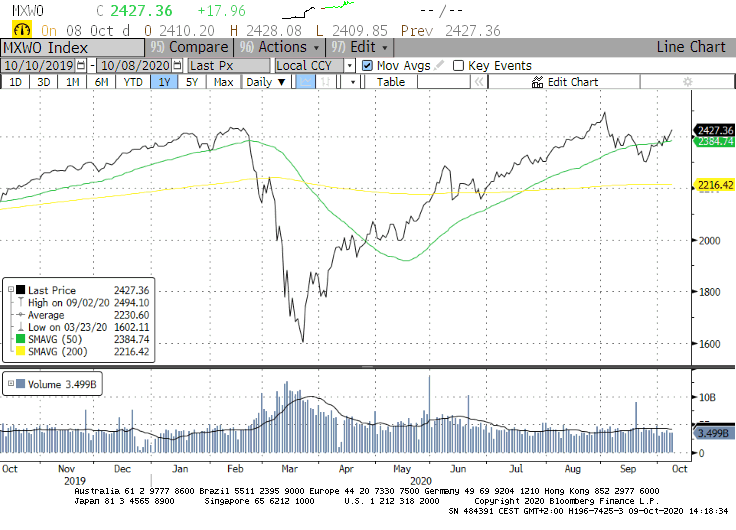 MXWO C 2427.36 +17.96 --/--
On 08 Oct d O 2410.20 H 2428.08 L 2409.85 Prev 2427.36
MXWO Index 95) Compare 96) Actions 97) Edit Line Chart
10/10/2019 - 10/08/2020 Last Px Local CCY Mov Avgs Key Events
1D 3D 1M 6M YTD 1Y 5Y Max Daily ▼ Table << Edit Chart
2427.36
2384.74
2216.42
2200
2000
1800
1600
Last Price 2427.36
High on 09/02/20 2494.10
Average 2230.60
Low on 03/23/20 1602.11
SMAVG (50) 2384.74
SMAVG (200) 2216.42
Volume 3.499B
10B
3.499B
0
Oct Nov Dec Jan Feb Mar Apr May Jun Jul Aug Sep Oct
2019 2020
Australia 61 2 9777 8600 Brazil 5511 2395 9000 Europe 44 20 7330 7500 Germany 49 69 9204 1210 Hong Kong 852 2977 6000
Japan 81 3 4565 8900 Singapore 65 6212 1000 U.S. 1 212 318 2000 Copyright 2020 Bloomberg Finance L.P.
SN 484391 CEST GMT+2:00 H196-7425-3 09-Oct-2020 14:18:34